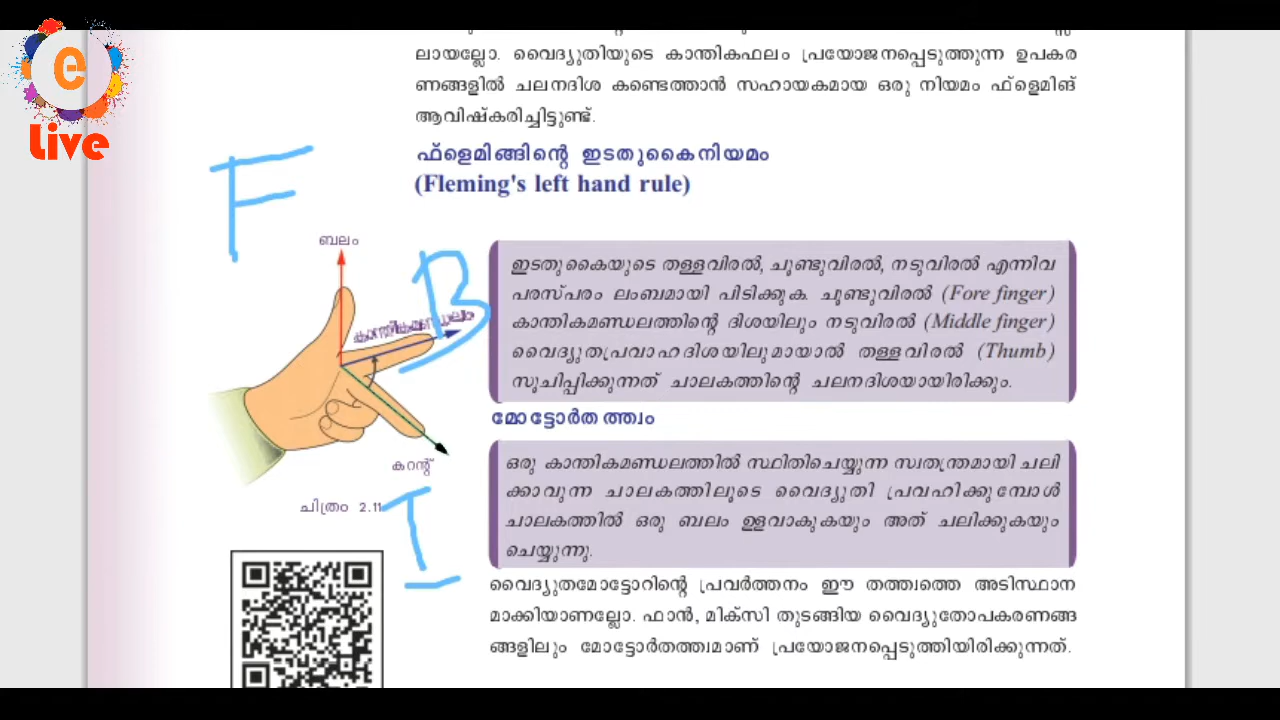 e
Live
ലായല്ലോ. വൈദ്യുതിയുടെ കാന്തികഫലം പ്രയോജനപ്പെടുത്തുന്ന ഉപകര
ണങ്ങളിൽ ചലനദിശ കണ്ടെത്താൻ സഹായകമായ ഒരു നിയമം ഫ്ളെമിങ്
ആവിഷ്കരിച്ചിട്ടുണ്ട്.
ഫ്ളെമിങ്ങിന്റെ ഇടതുകൈനിയമം
(Fleming's left hand rule)
F
ബലം
B
കാന്തികമണ്ഡലം
കറന്റ്
ചിത്രം 2.11
I
ഇടതുകൈയുടെ തള്ളവിരൽ, ചൂണ്ടുവിരൽ, നടുവിരൽ എന്നിവ
പരസ്പരം ലംബമായി പിടിക്കുക. ചൂണ്ടുവിരൽ (Fore finger)
കാന്തികമണ്ഡലത്തിന്റെ ദിശയിലും നടുവിരൽ (Middle finger)
വൈദ്യുതപ്രവാഹദിശയിലുമായാൽ തള്ളവിരൽ (Thumb)
സൂചിപ്പിക്കുന്നത് ചാലകത്തിന്റെ ചലനദിശയായിരിക്കും.
മോട്ടോർതത്ത്വം
ഒരു കാന്തികമണ്ഡലത്തിൽ സ്ഥിതിചെയ്യുന്ന സ്വതന്ത്രമായി ചലി
ക്കാവുന്ന ചാലകത്തിലൂടെ വൈദ്യുതി പ്രവഹിക്കുമ്പോൾ
ചാലകത്തിൽ ഒരു ബലം ഉളവാകുകയും അത് ചലിക്കുകയും
ചെയ്യുന്നു.
വൈദ്യുതമോട്ടോറിന്റെ പ്രവർത്തനം ഈ തത്ത്വത്തെ അടിസ്ഥാന
മാക്കിയാണല്ലോ. ഫാൻ, മിക്സി തുടങ്ങിയ വൈദ്യുതോപകരണങ്ങ
ങ്ങളിലും മോട്ടോർതത്ത്വമാണ് പ്രയോജനപ്പെടുത്തിയിരിക്കുന്നത്.